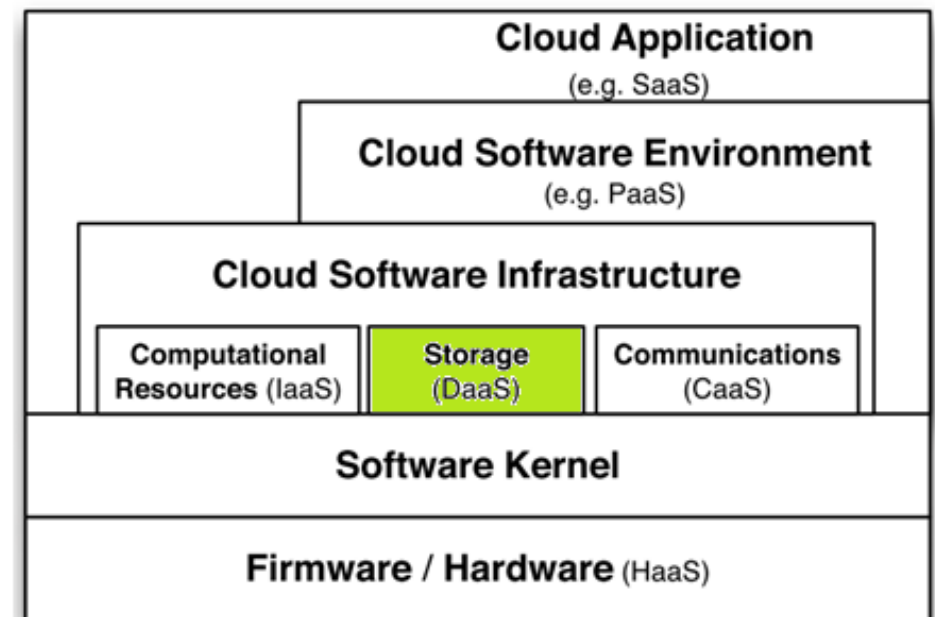 Cloud Application
(e.g. SaaS)
Cloud Software Environment
(e.g. PaaS)
Cloud Software Infrastructure
Computational
Resources (IaaS)
Storage
(DaaS)
Communications
(CaaS)
Software Kernel
Firmware / Hardware (HaaS)